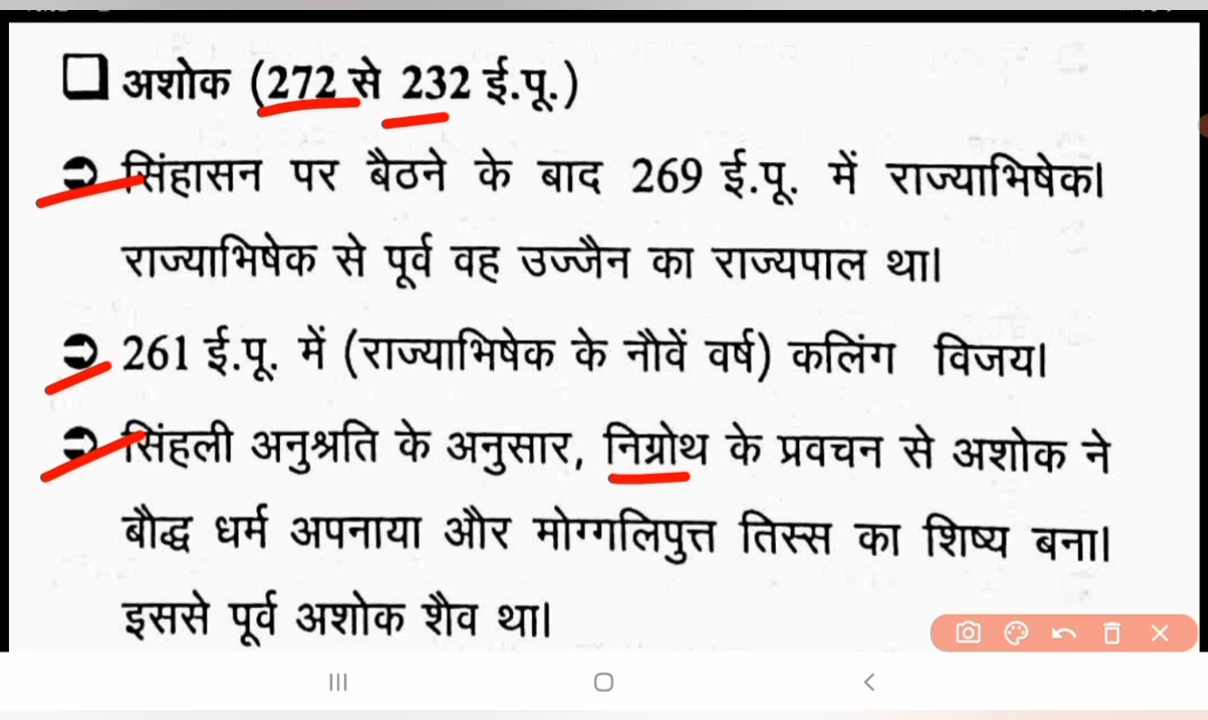 अशोक (272 से 232 ई.पू.)
सिंहासन पर बैठने के बाद 269 ई.पू. में राज्याभिषेक।
राज्याभिषेक से पूर्व वह उज्जैन का राज्यपाल था।
261 ई.पू. में (राज्याभिषेक के नौवें वर्ष) कलिंग विजय।
सिंहली अनुश्रति के अनुसार, निग्रोथ के प्रवचन से अशोक ने
बौद्ध धर्म अपनाया और मोग्गलिपुत्त तिस्स का शिष्य बना।
इससे पूर्व अशोक शैव था।